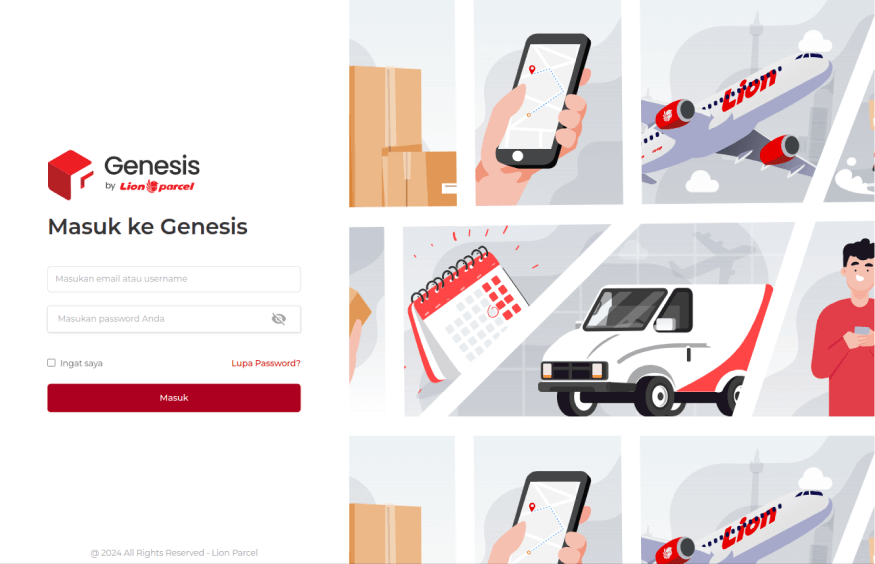 Genesis
by Lion parcel
Masuk ke Genesis
Masukan email atau username
Masukan password Anda
Ingat saya
Lupa Password?
Masuk
@ 2024 All Rights Reserved - Lion Parcel
Lion
Lion